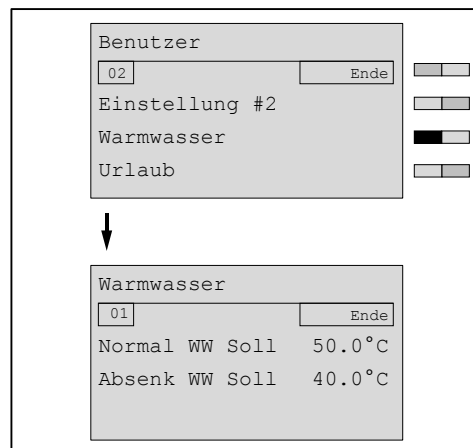 Benutzer
02 Ende
Einstellung #2
Warmwasser
Urlaub
Warmwasser
01 Ende
Normal WW Soll 50.0°C
Absenk WW Soll 40.0°C